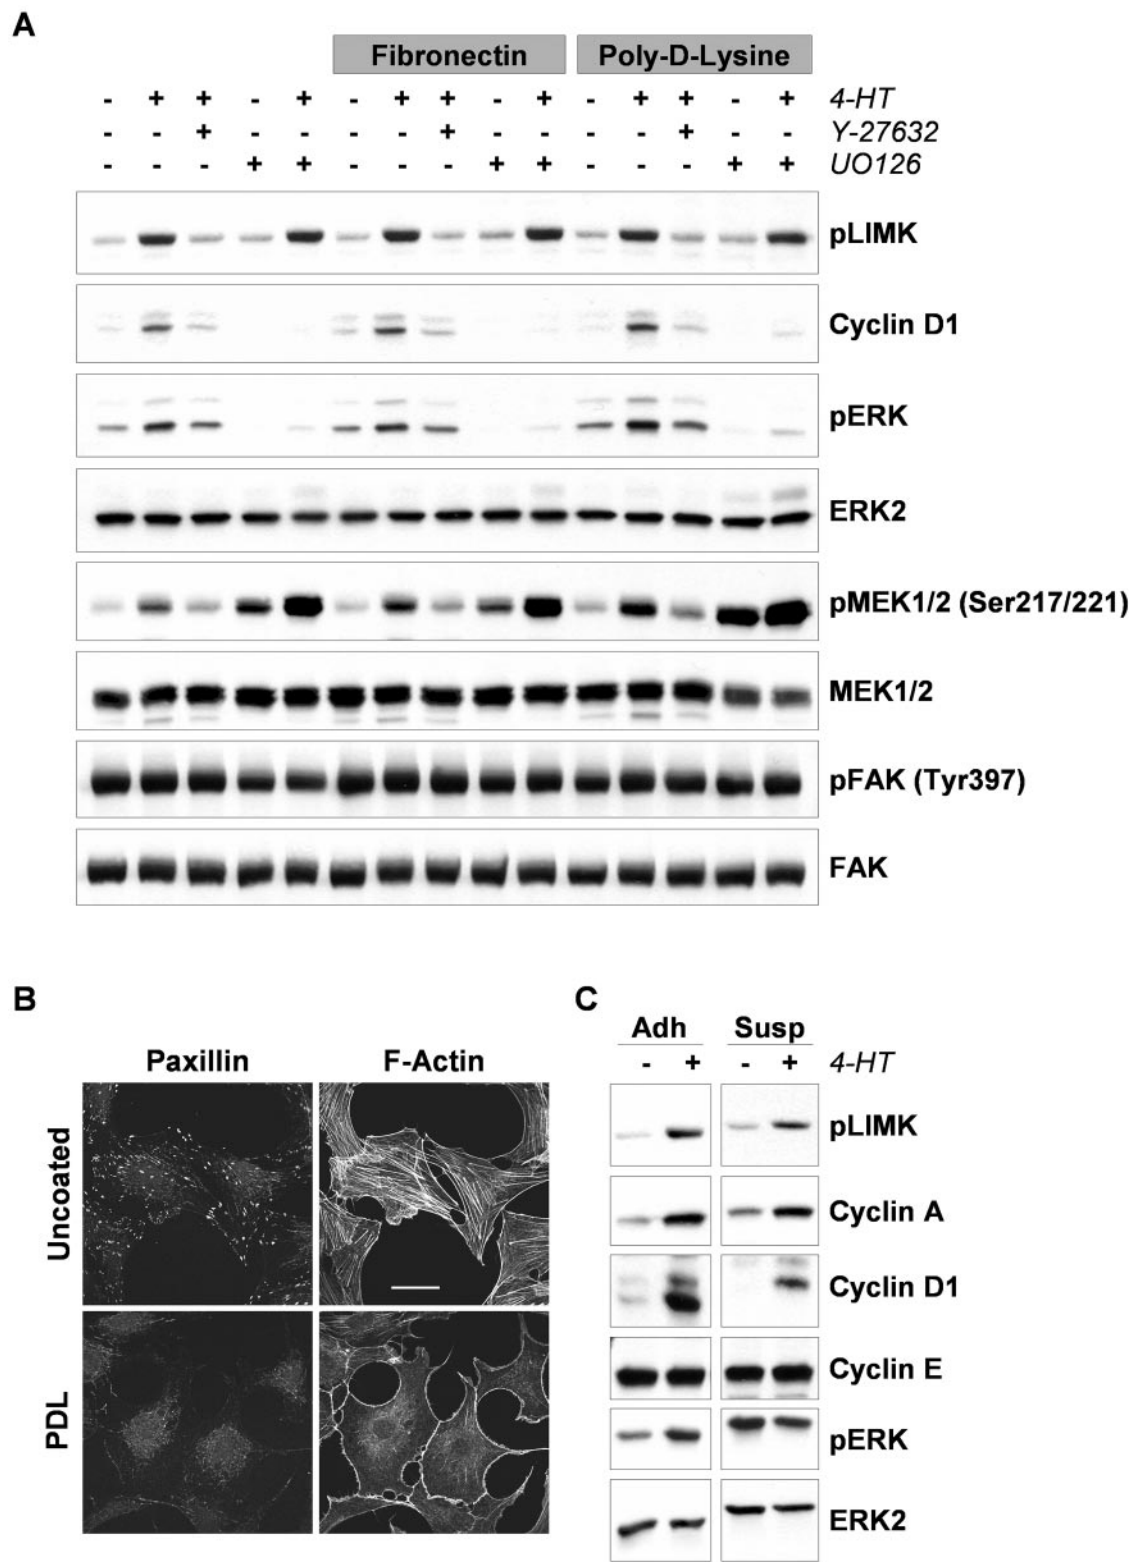 A
Fibronectin Poly-D-Lysine
- + + - + - + + - + - + + - + 4-HT
- - + - - - - + - - - - + - - Y-27632
- - - + + - - - + + - - - + + UO126
pLIMK
Cyclin D1
pERK
ERK2
pMEK1/2 (Ser217/221)
MEK1/2
pFAK (Tyr397)
FAK
B
Paxillin F-Actin
Uncoated
PDL
C
Adh Susp
- + - + 4-HT
pLIMK
Cyclin A
Cyclin D1
Cyclin E
pERK
ERK2